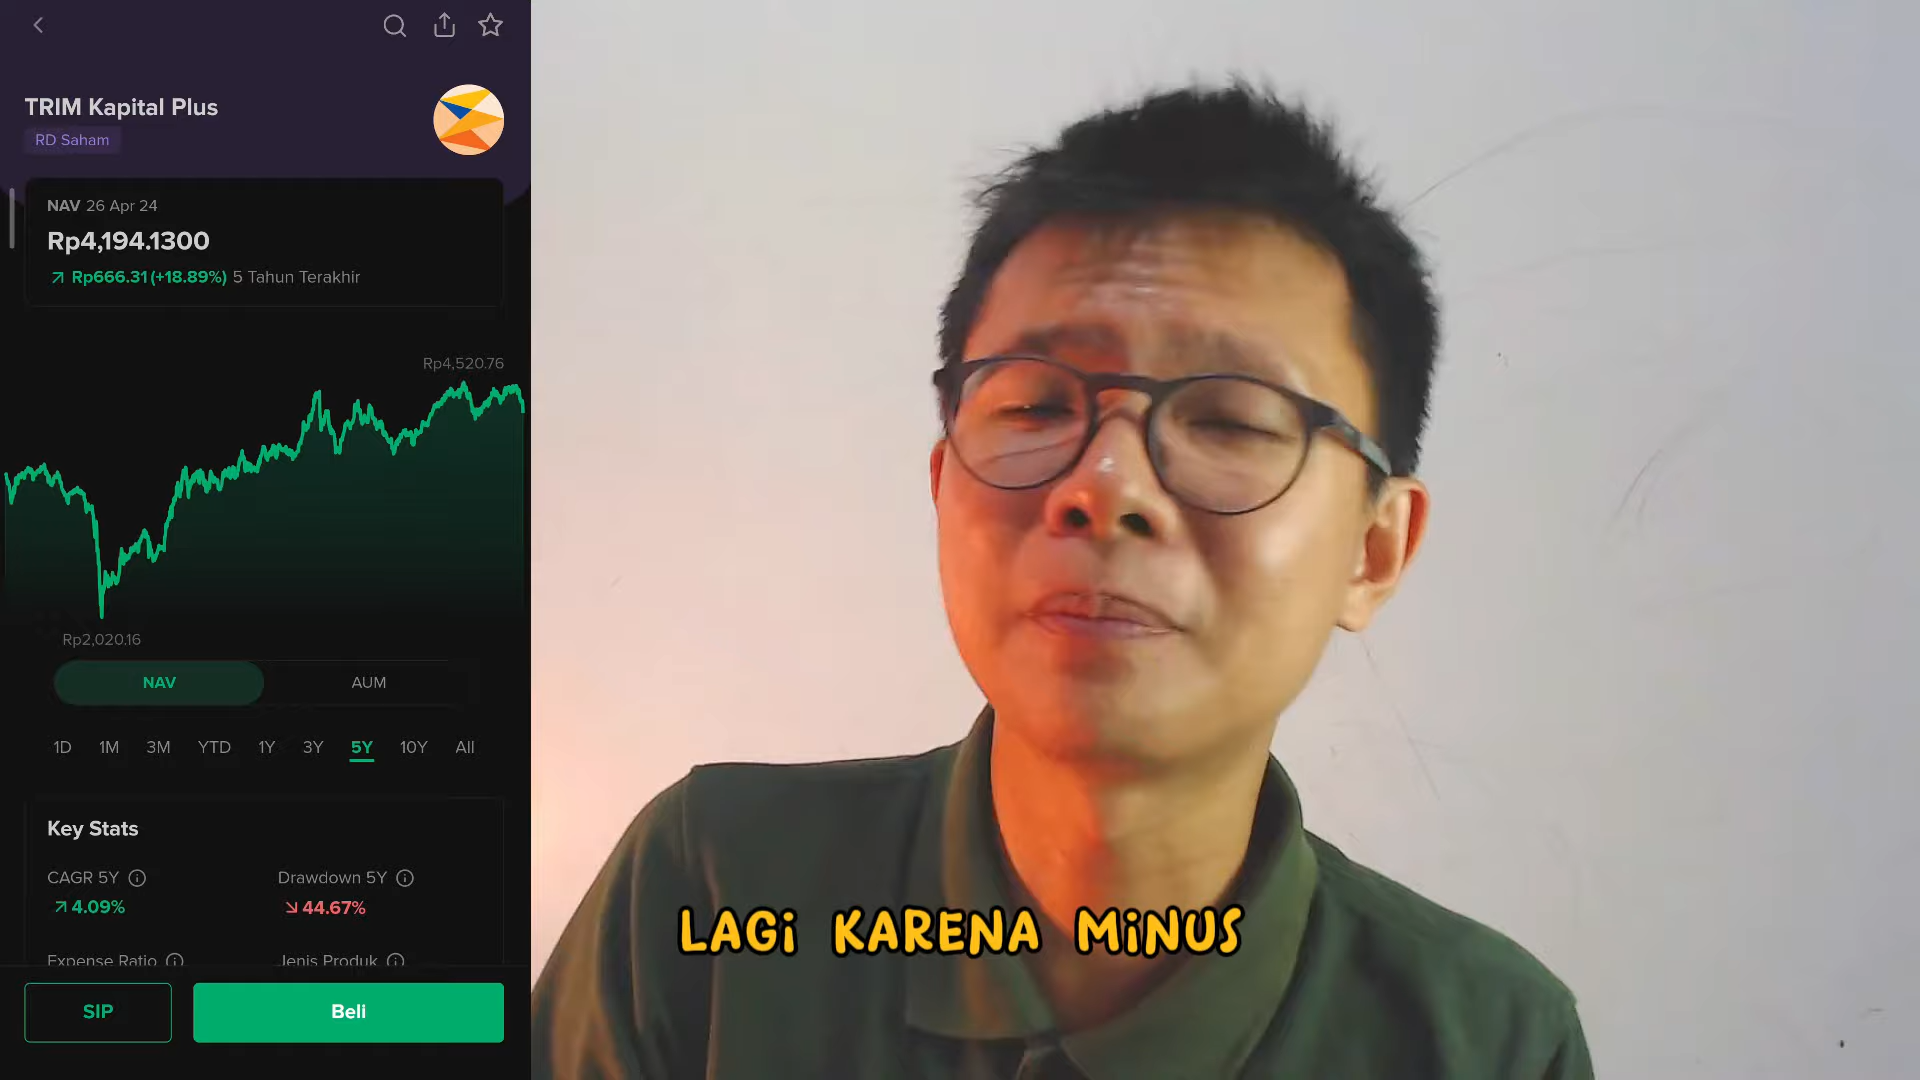 TRIM Kapital Plus
RD Saham
NAV 26 Apr 24
Rp4,194.1300
Rp666.31 (+18.89%) 5 Tahun Terakhir
Rp4,520.76
Rp2,020.16
NAV AUM
1D 1M 3M YTD 1Y 3Y 5Y 10Y All
Key Stats
CAGR 5Y Drawdown 5Y
4.09% 44.67%
Expense Ratio Jenis Produk
SIP Beli
LAGI KARENA MINUS